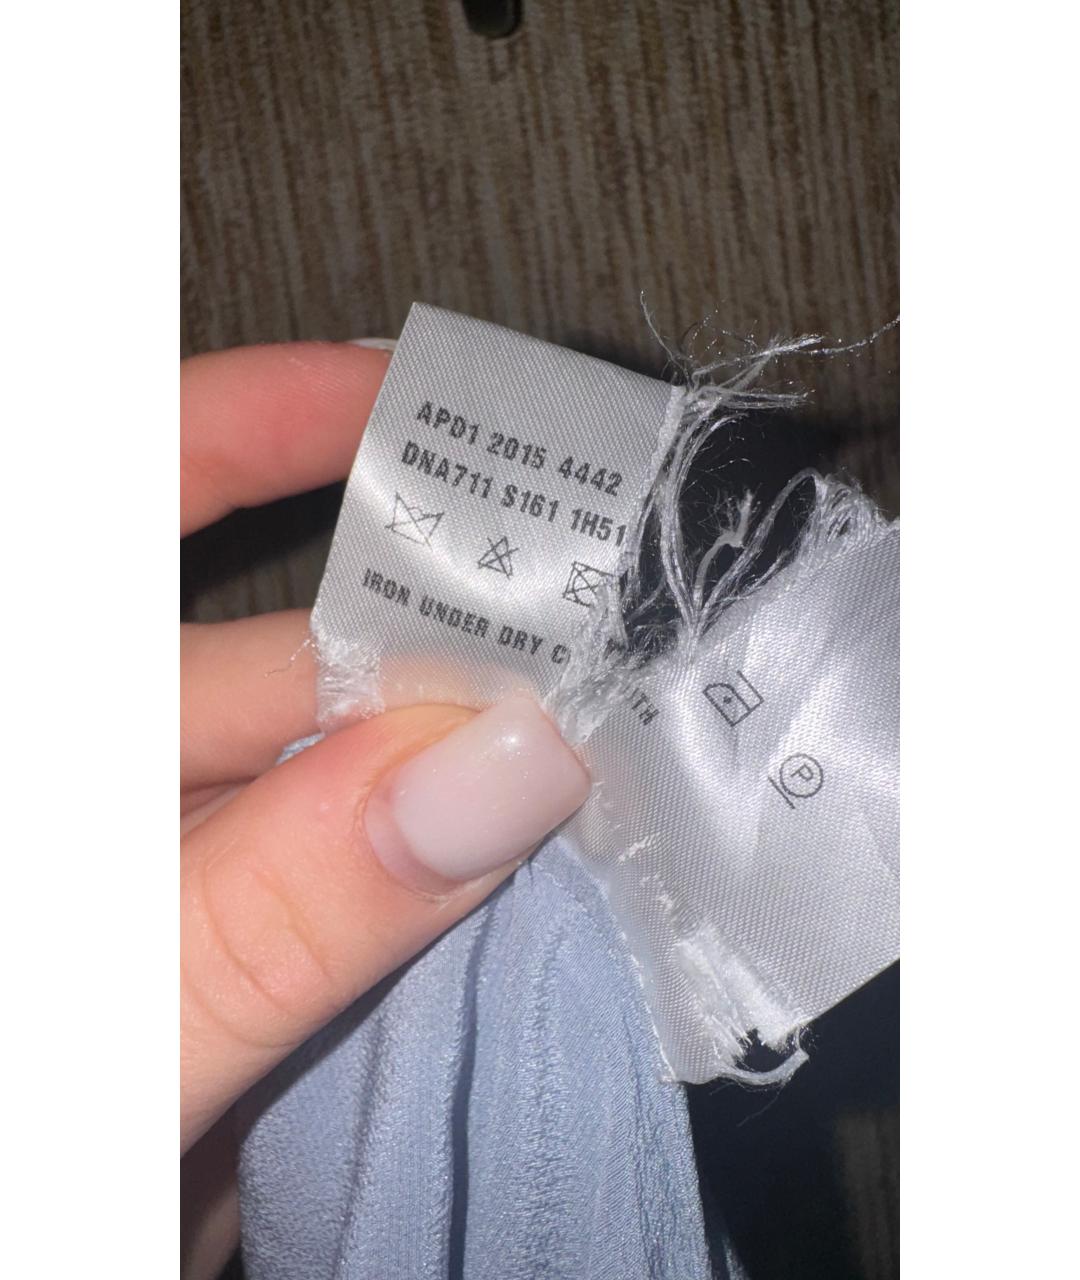 APD1 2015 4442
DNA711 S161 1H51
IRON UNDER DRY
P